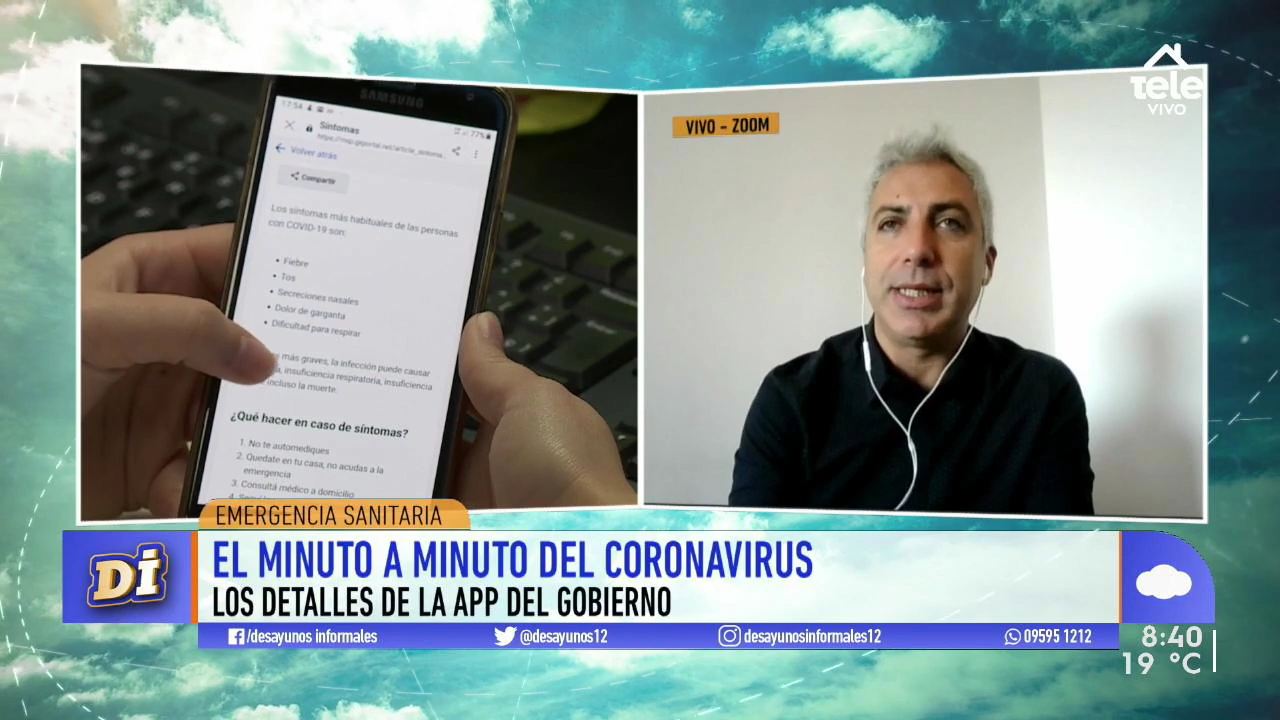 tele
VIVO
VIVO - ZOOM
SAMSUNG
17:54
77%
Síntomas
Volver atrás
Compartir
Los síntomas más habituales de las personas
con COVID-19 son:
• Fiebre
• Tos
• Secreciones nasales
• Dolor de garganta
• Dificultad para respirar
más graves, la infección puede causar
insuficiencia respiratoria, insuficiencia
incluso la muerte.
¿Qué hacer en caso de síntomas?
1. No te automediques
2. Quedate en tu casa, no acudas a la
emergencia
3. Consultá médico a domicilio
4.
EMERGENCIA SANITARIA
Di
EL MINUTO A MINUTO DEL CORONAVIRUS
LOS DETALLES DE LA APP DEL GOBIERNO
/desayunos informales @desayunos12 desayunosinformales12 09595 1212
8:40
19 °C